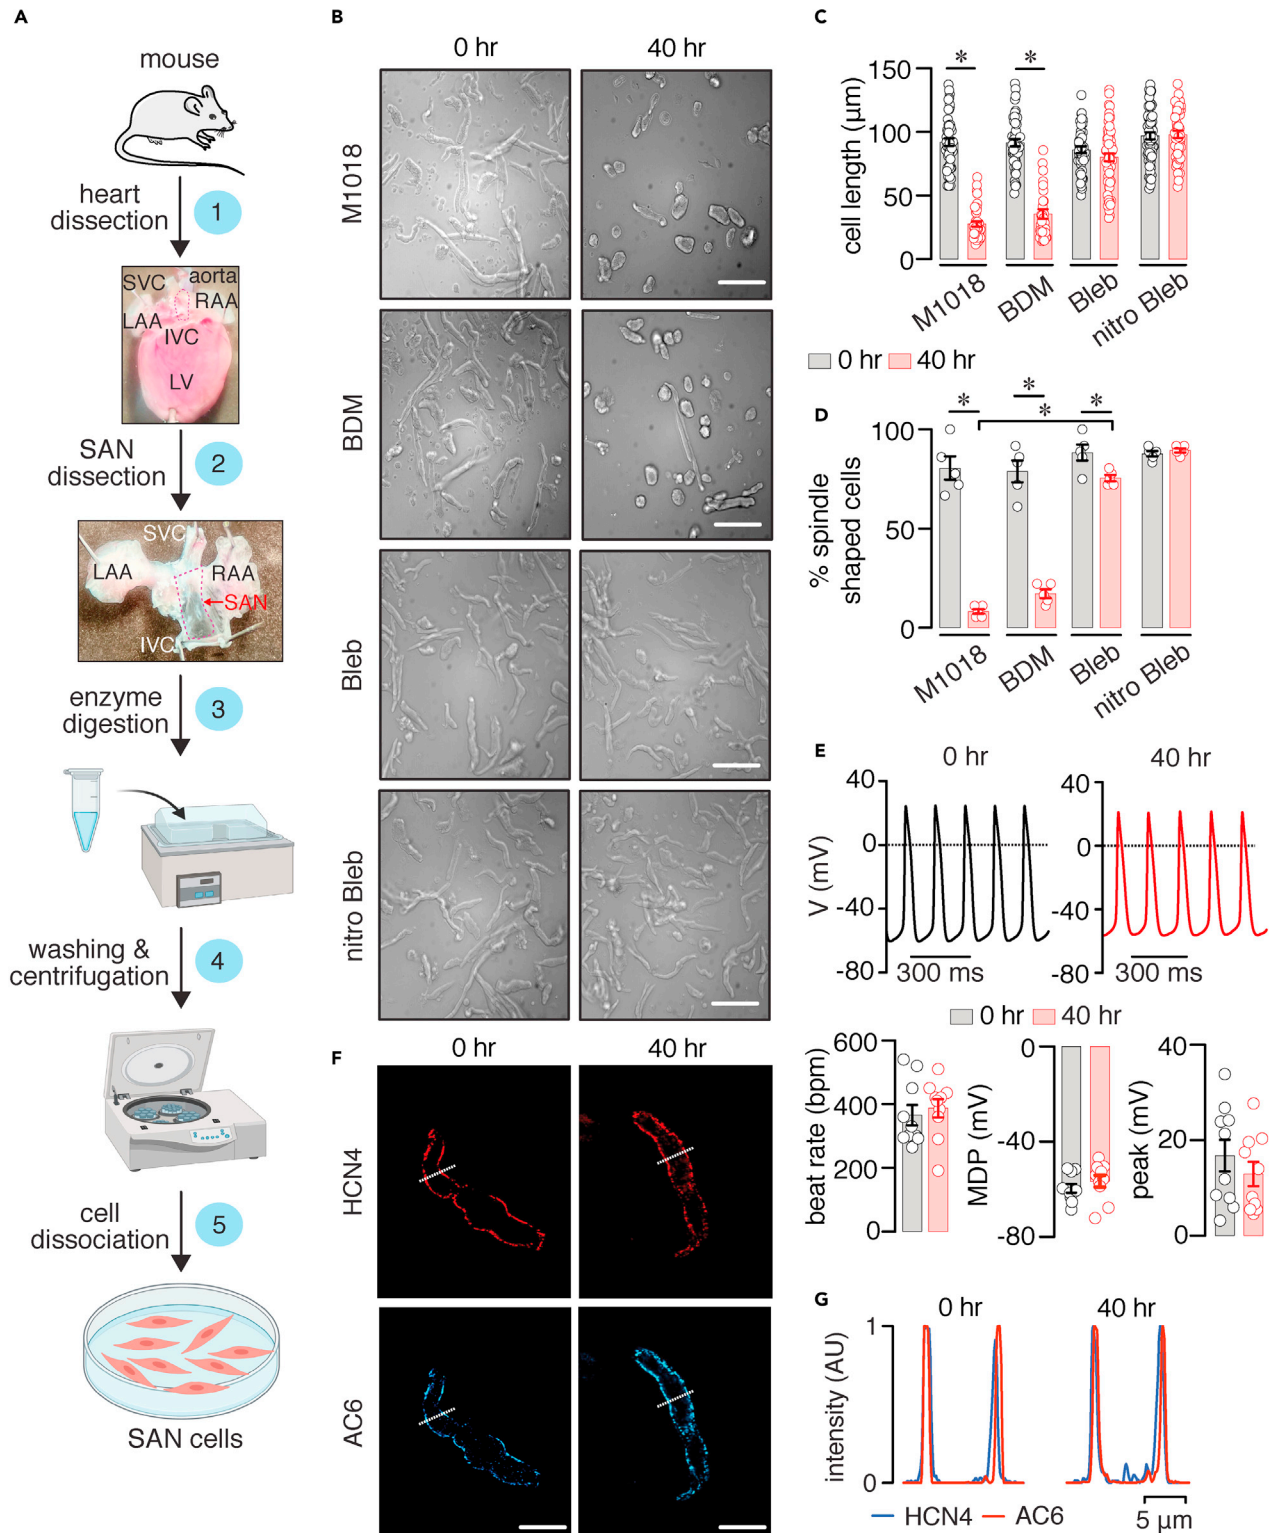 A
mouse
heart
dissection
1
SVC
aorta
RAA
LAA
IVC
LV
SAN
dissection
2
SVC
LAA
RAA
SAN
IVC
enzyme
digestion
3
washing &
centrifugation
4
cell
dissociation
5
SAN cells
B
0 hr
40 hr
M1018
BDM
Bleb
nitro Bleb
C
cell length (µm)
150
100
50
0
*
*
M1018
BDM
Bleb
nitro Bleb
0 hr
40 hr
D
% spindle
shaped cells
100
50
0
*
*
*
*
M1018
BDM
Bleb
nitro Bleb
E
0 hr
40 hr
V (mV)
40
0
-40
-80
300 ms
40
0
-40
-80
300 ms
0 hr
40 hr
beat rate (bpm)
600
400
200
0
MDP (mV)
0
-40
-80
peak (mV)
40
20
0
F
0 hr
40 hr
HCN4
AC6
G
0 hr
40 hr
intensity (AU)
1
0
HCN4
AC6
5 µm